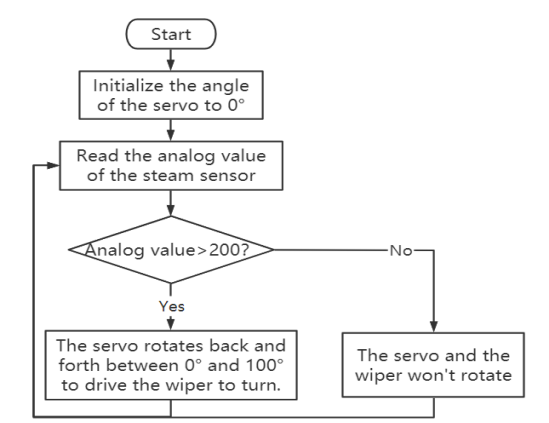 Start
Initialize the angle
of the servo to 0°
Read the analog value
of the steam sensor
Analog value>200?
No
Yes
The servo rotates back and
forth between 0° and 100°
to drive the wiper to turn.
The servo and the
wiper won't rotate